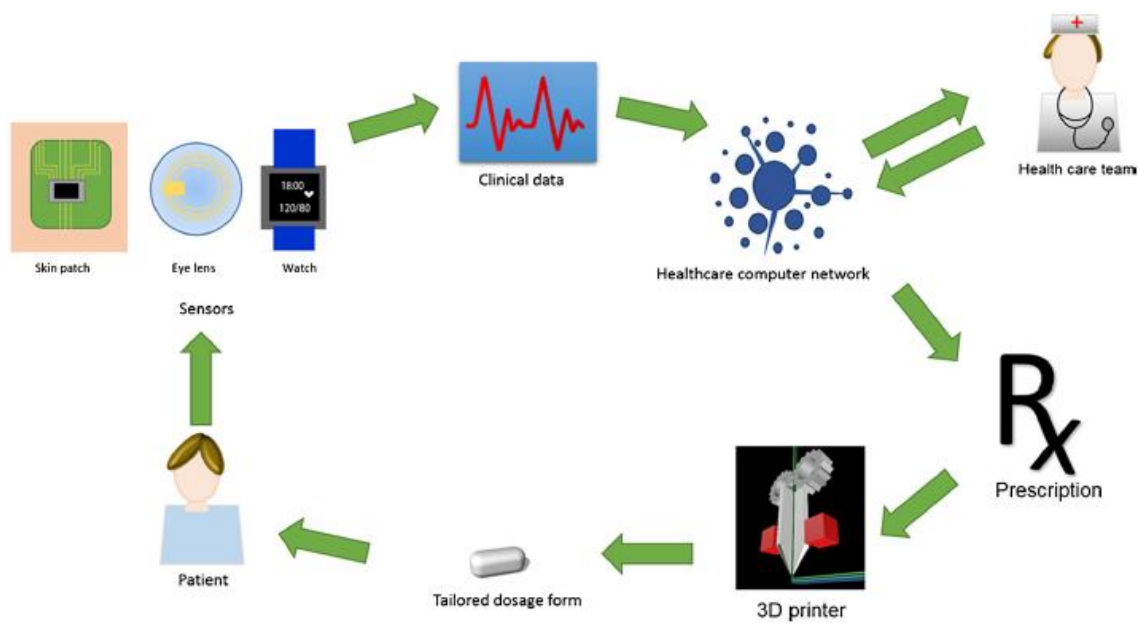 18:00
120/80
Skin patch
Eye lens
Watch
Sensors
Clinical data
Healthcare computer network
Health care team
Rx
Prescription
3D printer
Tailored dosage form
Patient